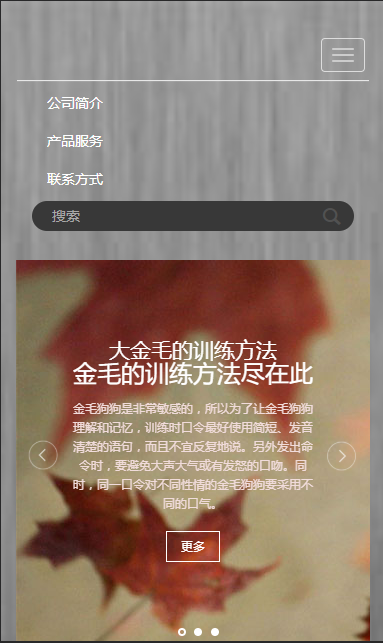 公司简介
产品服务
联系方式
搜索
大金毛的训练方法
金毛的训练方法尽在此
金毛狗狗是非常敏感的，所以为了让金毛狗狗
理解和记忆，训练时口令最好使用简短、发音
清楚的语句，而且不宜反复地说。另外发出命
令时，要避免大声大气或有发怒的口吻。同
时，同一口令对不同性情的金毛狗狗要采用不
同的口气。
更多